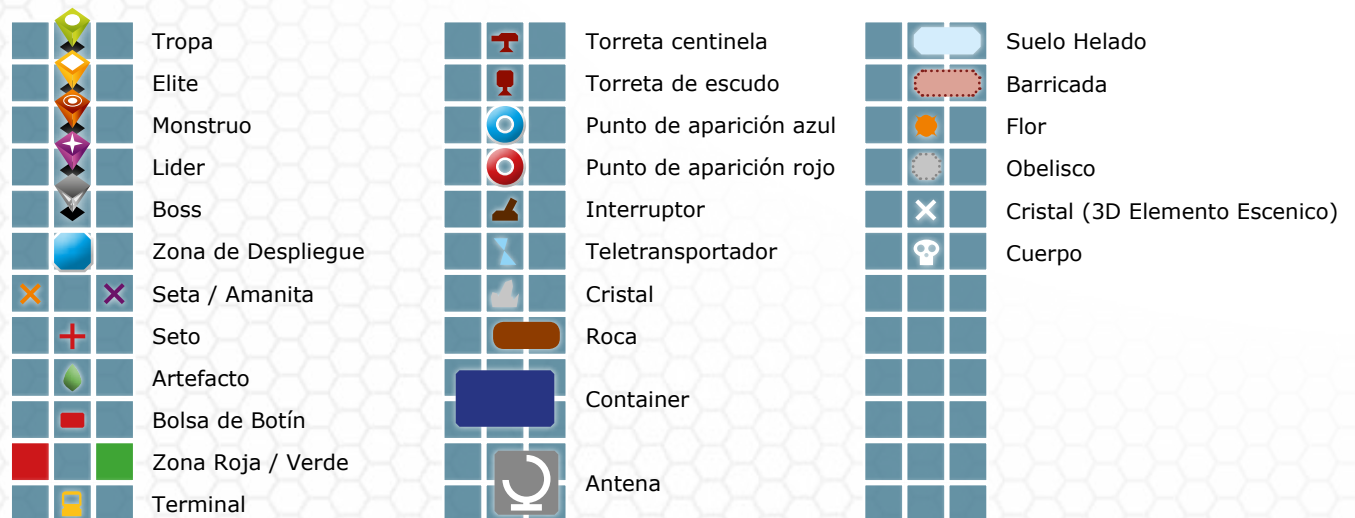 Tropa
Elite
Monstruo
Lider
Boss
Zona de Despliegue
Seta / Amanita
Seto
Artefacto
Bolsa de Botín
Zona Roja / Verde
Terminal
Torreta centinela
Torreta de escudo
Punto de aparición azul
Punto de aparición rojo
Interruptor
Teletransportador
Cristal
Roca
Container
Antena
Suelo Helado
Barricada
Flor
Obelisco
Cristal (3D Elemento Escenico)
Cuerpo